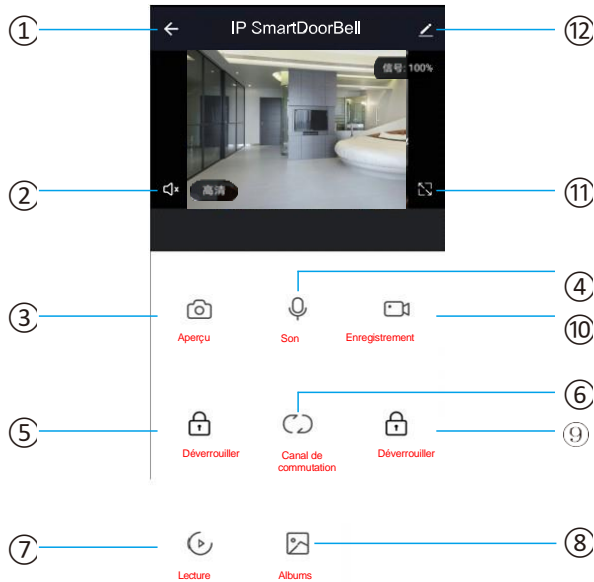 ① IP SmartDoorBell ⑫
信号: 100%
② 高清 ⑪
④
③ ⑩
Aperçu Son Enregistrement
⑥
⑤ ⑨
Déverrouiller Canal de Déverrouiller
commutation
⑦ ⑧
Lecture Albums